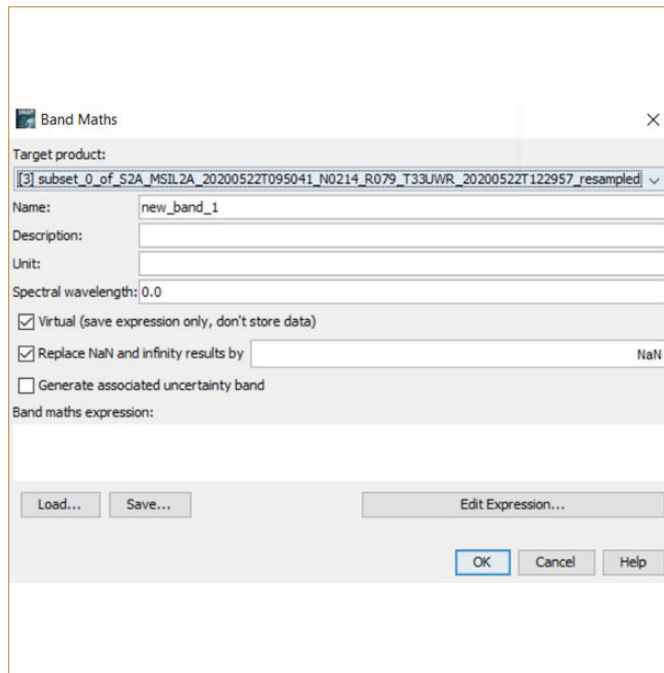 Band Maths
Target product:
[3] subset_0_of_S2A_MSIL2A_20200522T095041_N0214_R079_T33UWR_20200522T122957_resampled
Name: new_band_1
Description:
Unit:
Spectral wavelength: 0.0
Virtual (save expression only, don't store data)
Replace NaN and infinity results by NaN
Generate associated uncertainty band
Band maths expression:
Load... Save... Edit Expression...
OK Cancel Help